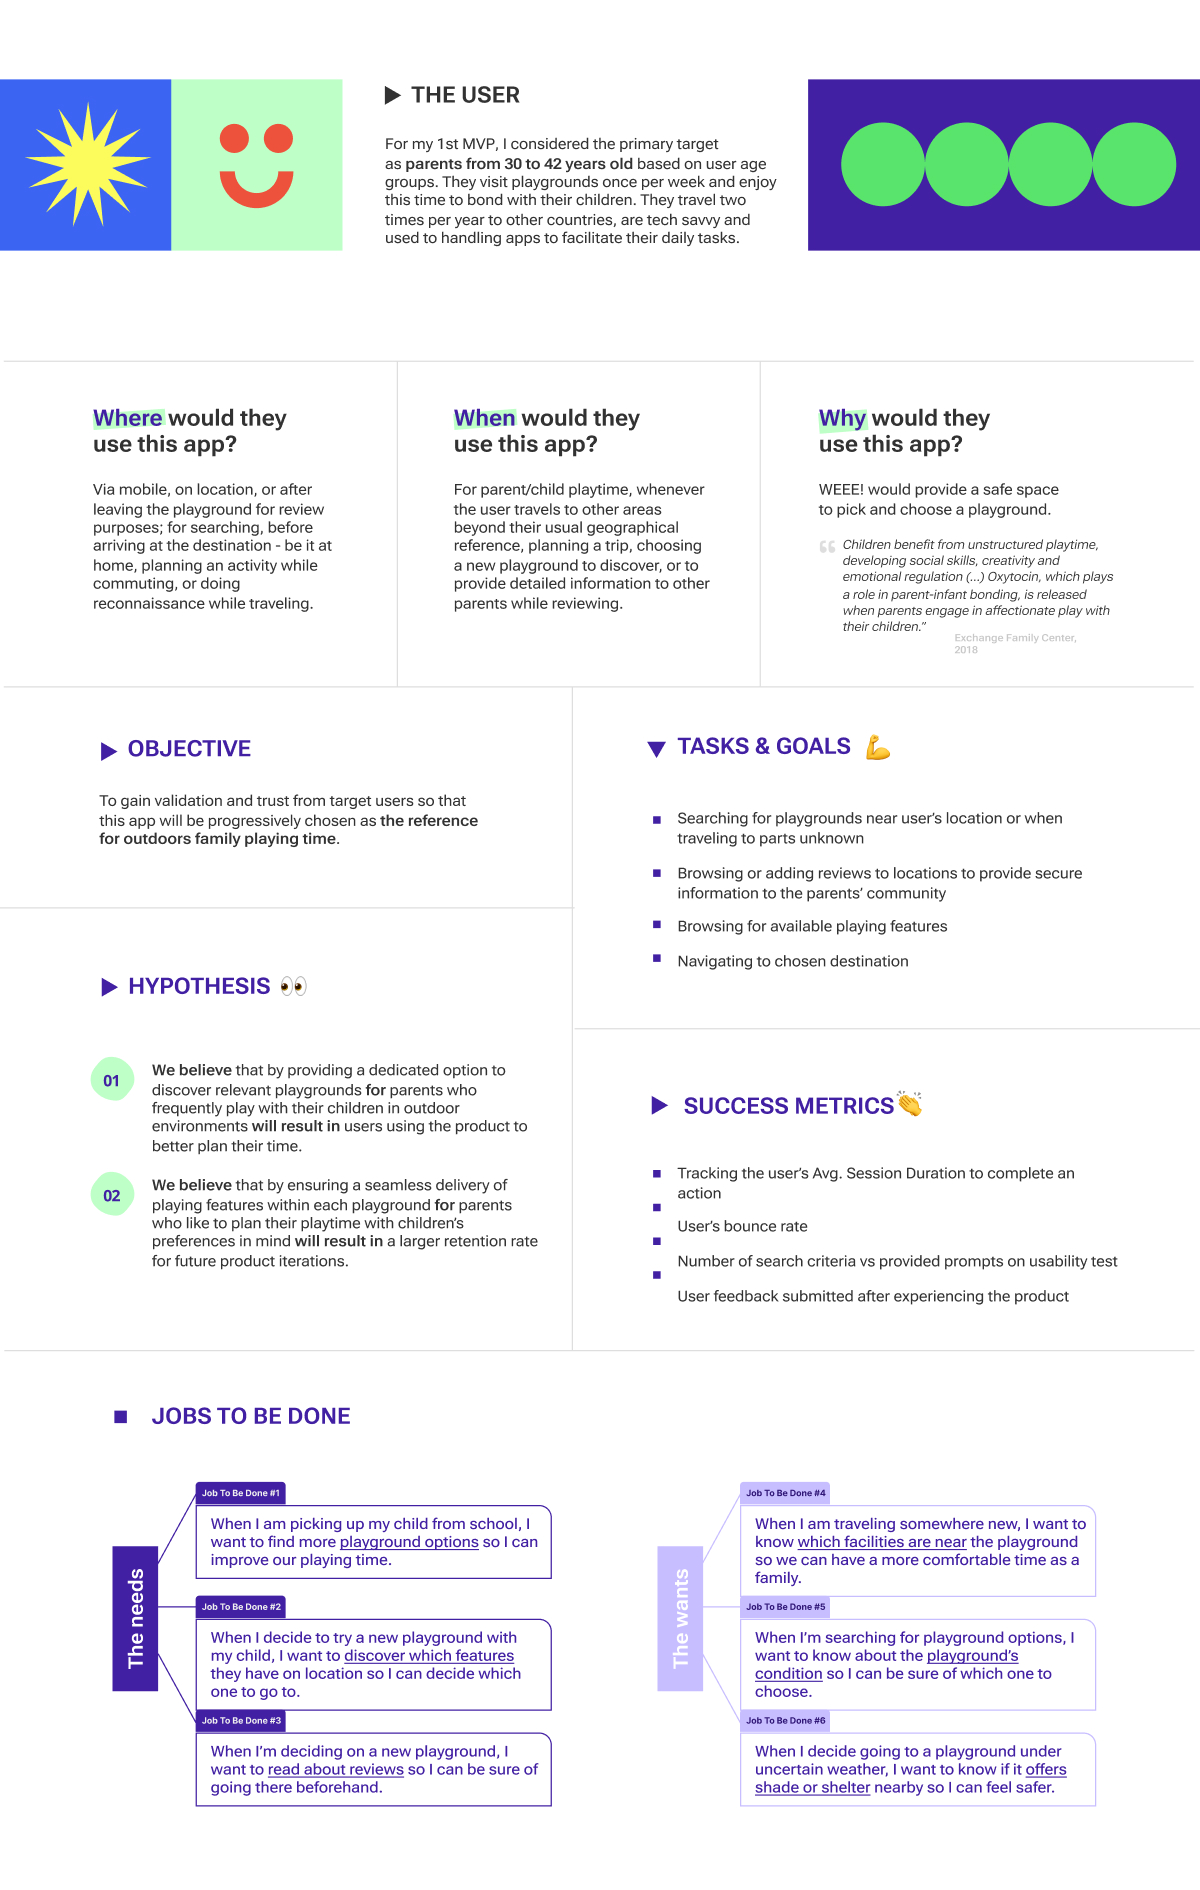 THE USER
For my 1st MVP, I considered the primary target
as parents from 30 to 42 years old based on user age
groups. They visit playgrounds once per week and enjoy
this time to bond with their children. They travel two
times per year to other countries, are tech savvy and
used to handling apps to facilitate their daily tasks.
Where would they
use this app?
Via mobile, on location, or after
leaving the playground for review
purposes; for searching, before
arriving at the destination - be it at
home, planning an activity while
commuting, or doing
reconnaissance while traveling.
When would they
use this app?
For parent/child playtime, whenever
the user travels to other areas
beyond their usual geographical
reference, planning a trip, choosing
a new playground to discover, or to
provide detailed information to other
parents while reviewing.
Why would they
use this app?
WEEE! would provide a safe space
to pick and choose a playground.
“ Children benefit from unstructured playtime,
developing social skills, creativity and
emotional regulation (...) Oxytocin, which plays
a role in parent-infant bonding, is released
when parents engage in affectionate play with
their children.”
Exchange Family Center,
2018
OBJECTIVE
To gain validation and trust from target users so that
this app will be progressively chosen as the reference
for outdoors family playing time.
HYPOTHESIS 👀
01
We believe that by providing a dedicated option to
discover relevant playgrounds for parents who
frequently play with their children in outdoor
environments will result in users using the product to
better plan their time.
02
We believe that by ensuring a seamless delivery of
playing features within each playground for parents
who like to plan their playtime with children’s
preferences in mind will result in a larger retention rate
for future product iterations.
TASKS & GOALS 💪
Searching for playgrounds near user’s location or when
traveling to parts unknown
Browsing or adding reviews to locations to provide secure
information to the parents’ community
Browsing for available playing features
Navigating to chosen destination
SUCCESS METRICS👏
Tracking the user’s Avg. Session Duration to complete an
action
User’s bounce rate
Number of search criteria vs provided prompts on usability test
User feedback submitted after experiencing the product
JOBS TO BE DONE
The needs
Job To Be Done #1
When I am picking up my child from school, I
want to find more playground options so I can
improve our playing time.
Job To Be Done #2
When I decide to try a new playground with
my child, I want to discover which features
they have on location so I can decide which
one to go to.
Job To Be Done #3
When I’m deciding on a new playground, I
want to read about reviews so I can be sure of
going there beforehand.
The wants
Job To Be Done #4
When I am traveling somewhere new, I want to
know which facilities are near the playground
so we can have a more comfortable time as a
family.
Job To Be Done #5
When I’m searching for playground options, I
want to know about the playground’s
condition so I can be sure of which one to
choose.
Job To Be Done #6
When I decide going to a playground under
uncertain weather, I want to know if it offers
shade or shelter nearby so I can feel safer.